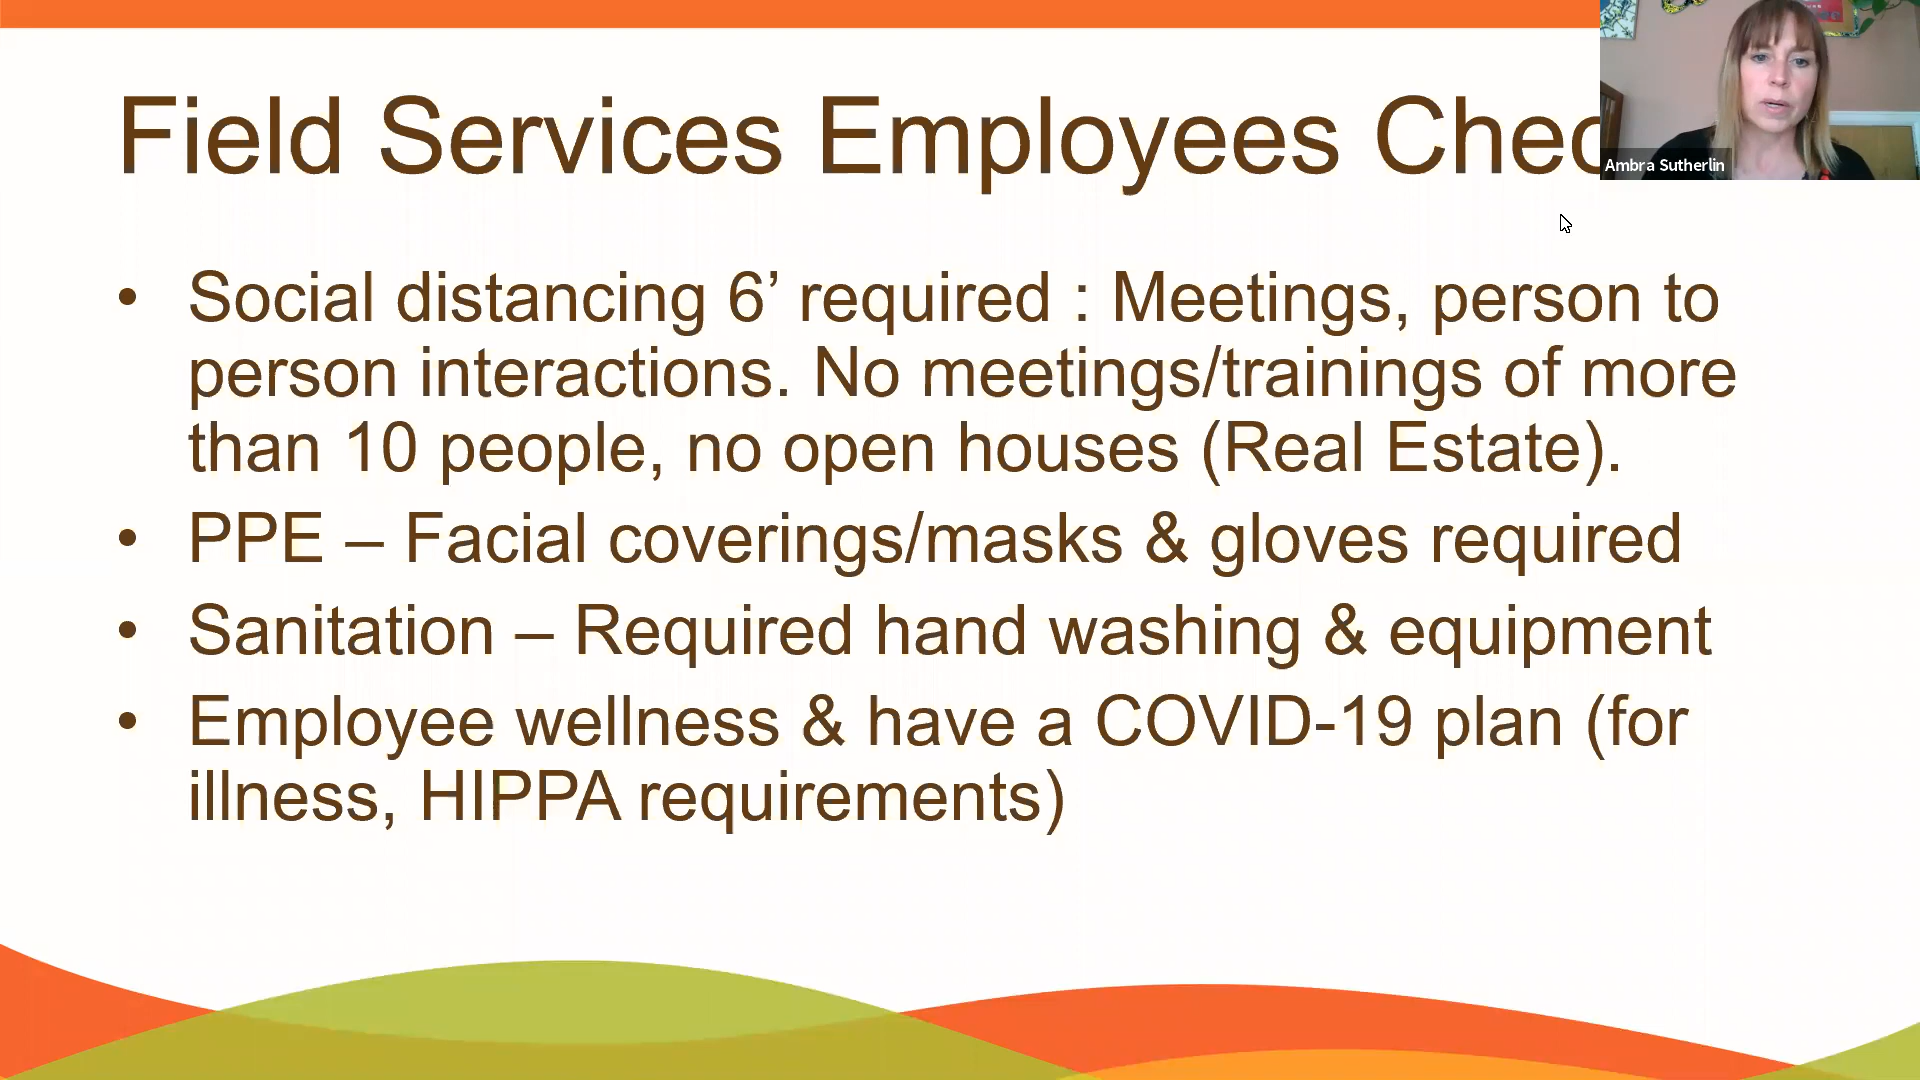 Field Services Employees Chec
Ambra Sutherlin
• Social distancing 6’ required : Meetings, person to
person interactions. No meetings/trainings of more
than 10 people, no open houses (Real Estate).
• PPE – Facial coverings/masks & gloves required
• Sanitation – Required hand washing & equipment
• Employee wellness & have a COVID-19 plan (for
illness, HIPPA requirements)